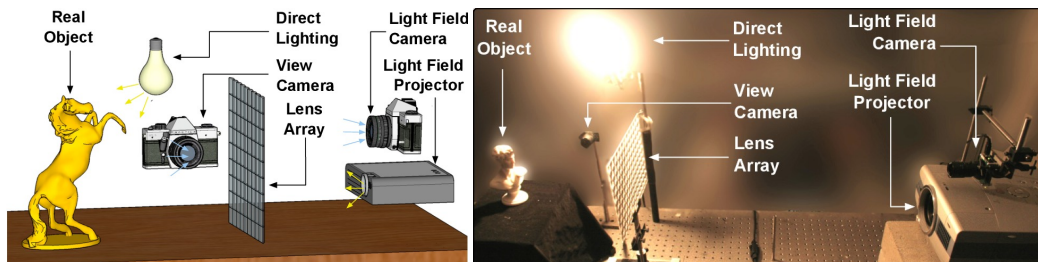 Real
Object
Direct
Lighting
View
Camera
Lens
Array
Light Field
Camera
Light Field
Projector
Real
Object
Direct
Lighting
View
Camera
Lens
Array
Light Field
Camera
Light Field
Projector